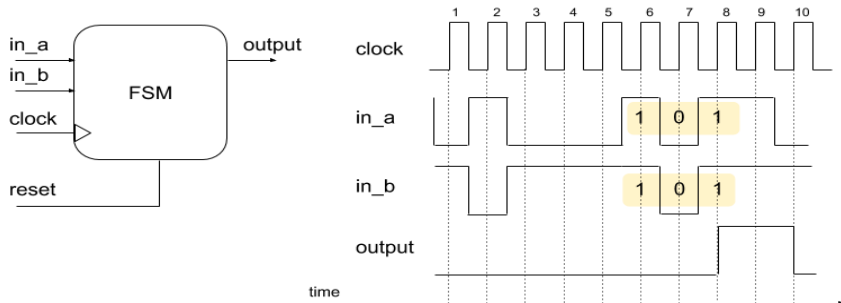 in_a
in_b
clock
reset
FSM
output
1 2 3 4 5 6 7 8 9 10
clock
in_a
1 0 1
in_b
1 0 1
output
time